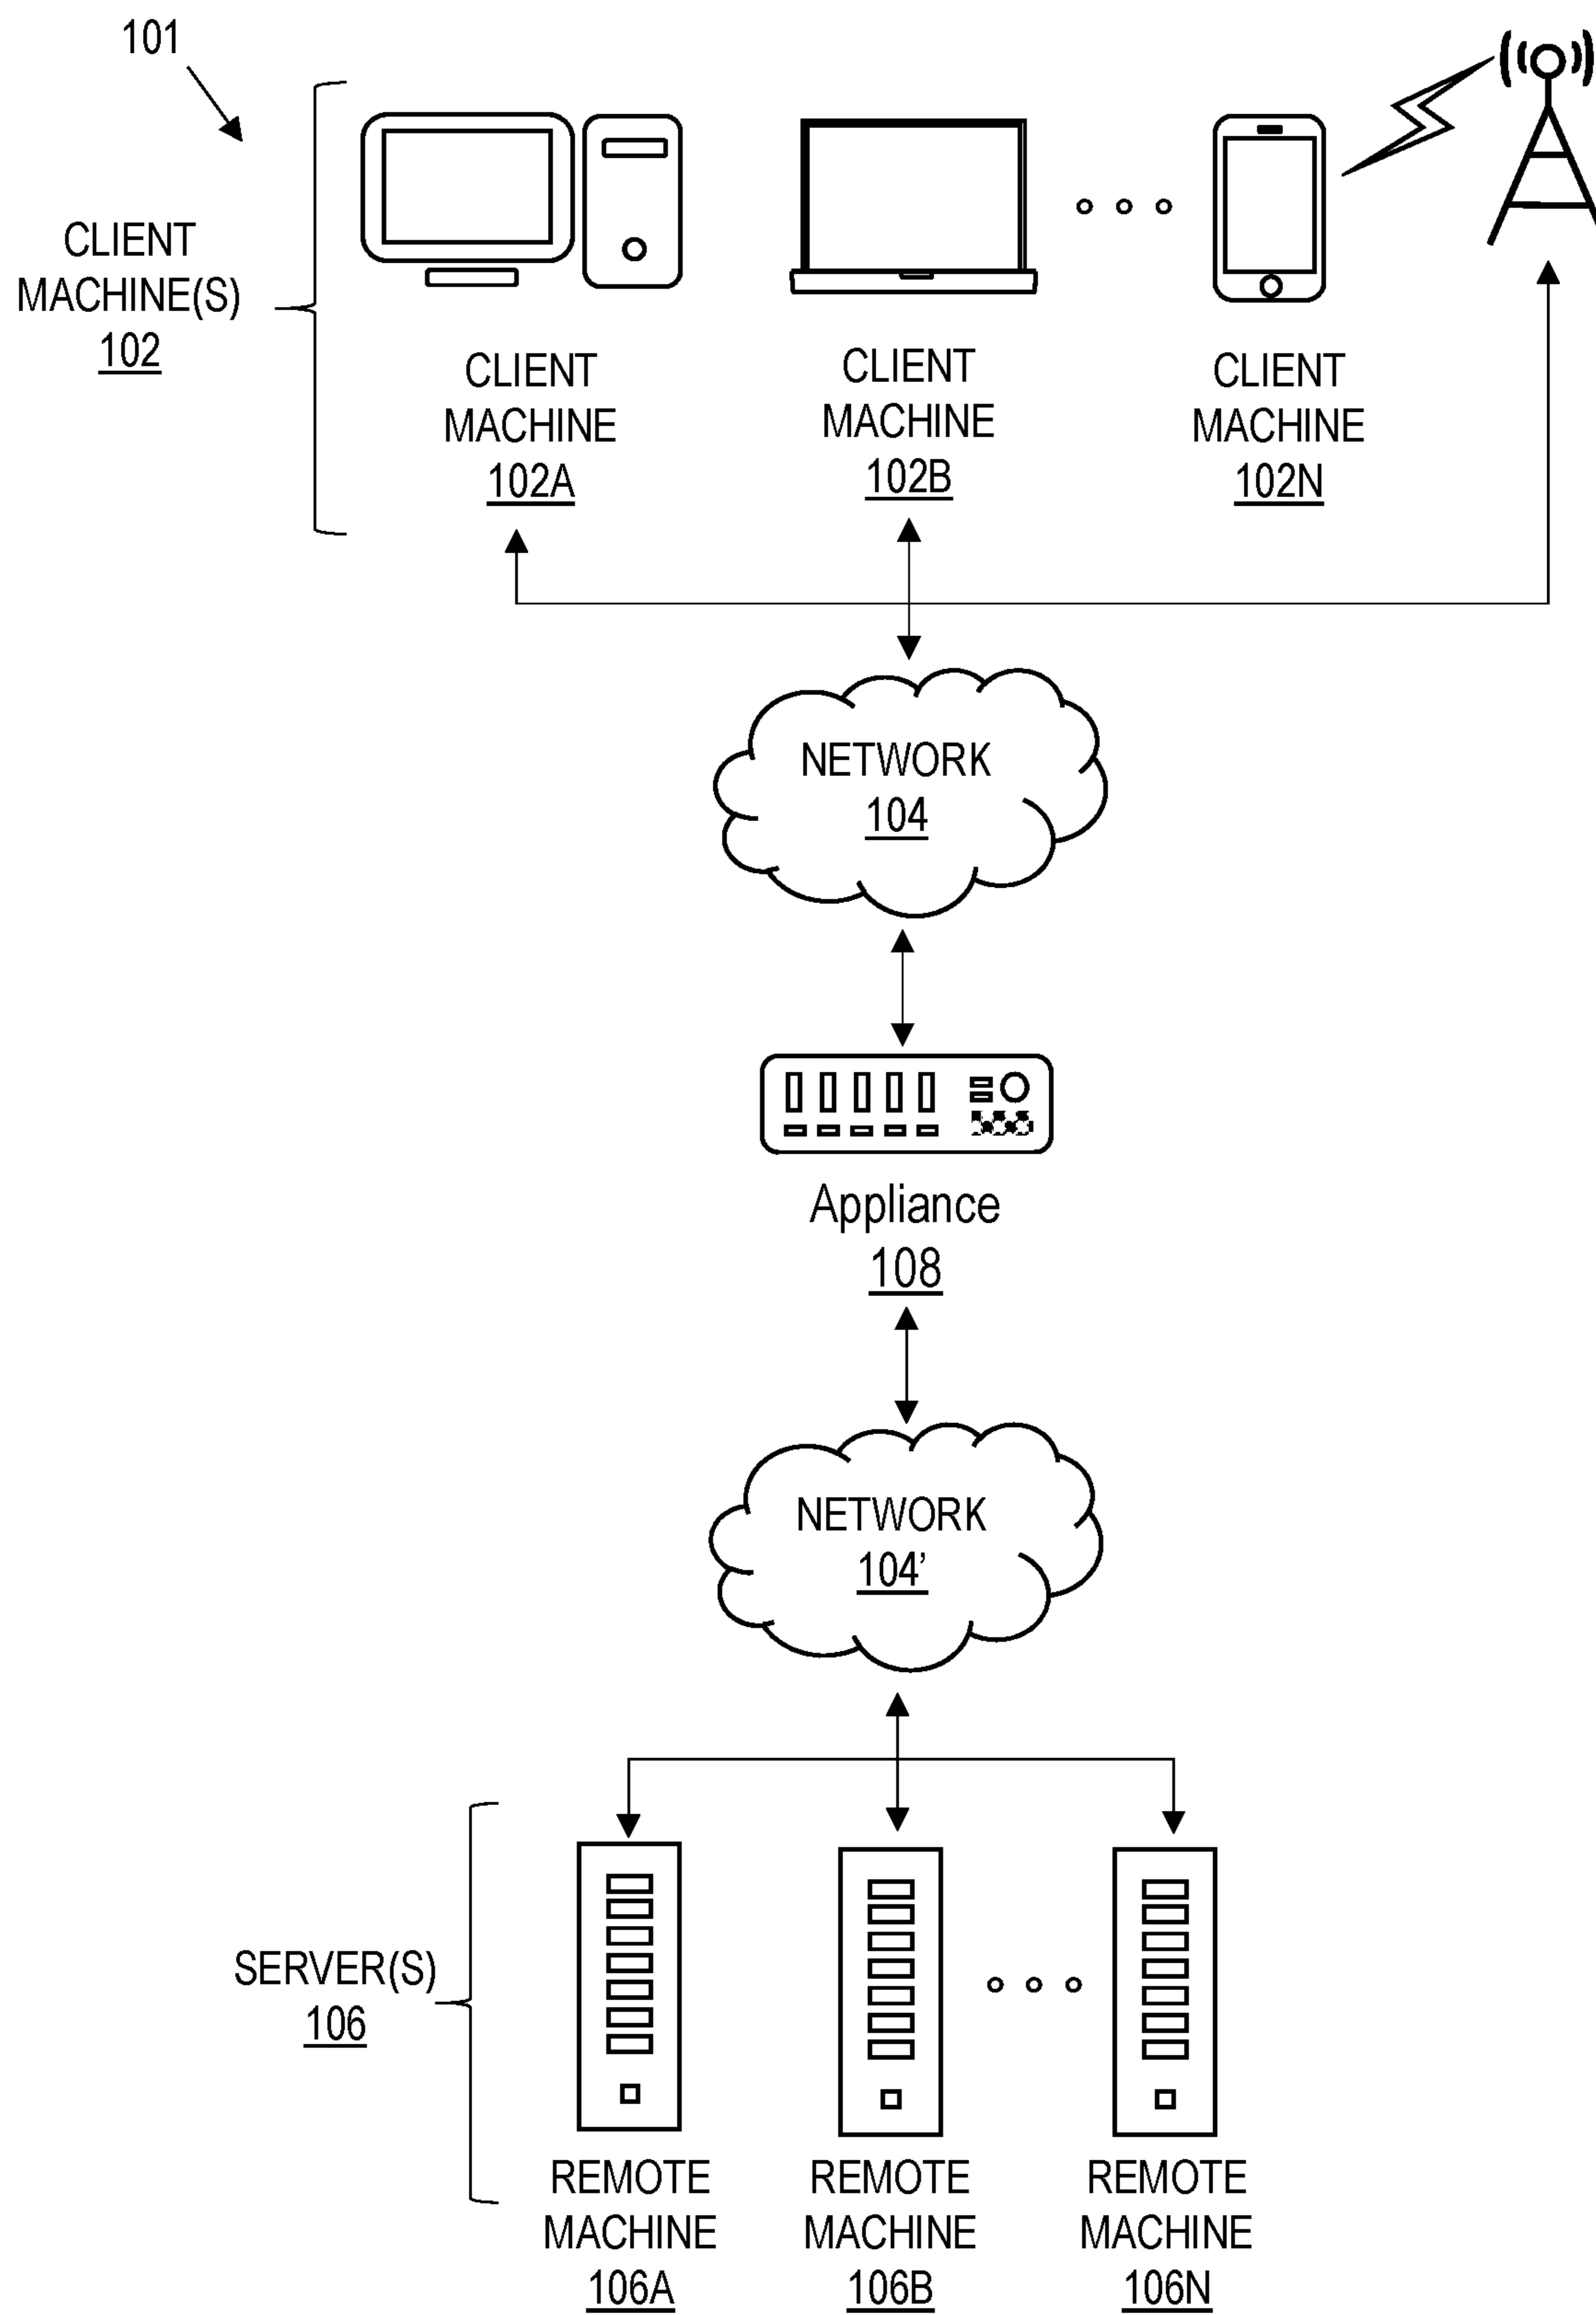 101
CLIENT
MACHINE(S)
102
CLIENT
MACHINE
102A
CLIENT
MACHINE
102B
CLIENT
MACHINE
102N
NETWORK
104
Appliance
108
NETWORK
104’
SERVER(S)
106
REMOTE
MACHINE
106A
REMOTE
MACHINE
106B
REMOTE
MACHINE
106N